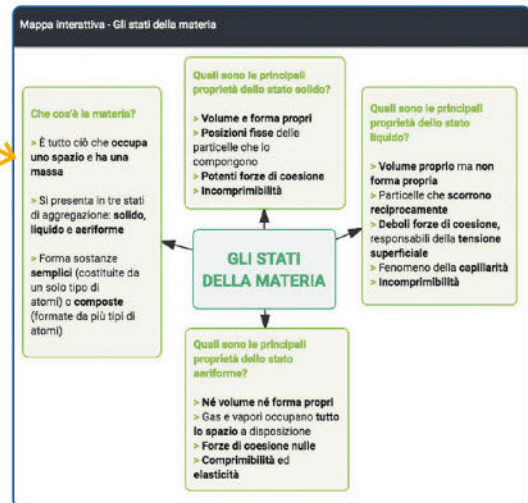 Mappa interattiva - Gli stati della materia
Che cos'è la materia?
> È tutto ciò che occupa
uno spazio e ha una
massa
> Si presenta in tre stati
di aggregazione: solido,
liquido e aeriforme
> Forma sostanze
semplici (costituite da
un solo tipo di
atomi) o composte
(formate da più tipi di
atomi)
Quali sono le principali
proprietà dello stato solido?
> Volume e forma propri
> Posizioni fisse delle
particelle che lo
compongono
> Potenti forze di coesione
> Incomprimibilità
Quali sono le principali
proprietà dello stato
liquido?
> Volume proprio ma non
forma propria
> Particelle che scorrono
reciprocamente
> Deboli forze di coesione,
responsabili della tensione
superficiale
> Fenomeno della capillarità
> Incomprimibilità
GLI STATI
DELLA MATERIA
Quali sono le principali
proprietà dello stato
aeriforme?
> Né volume né forma propri
> Gas e vapori occupano tutto
lo spazio a disposizione
> Forze di coesione nulle
> Comprimibilità ed
elasticità